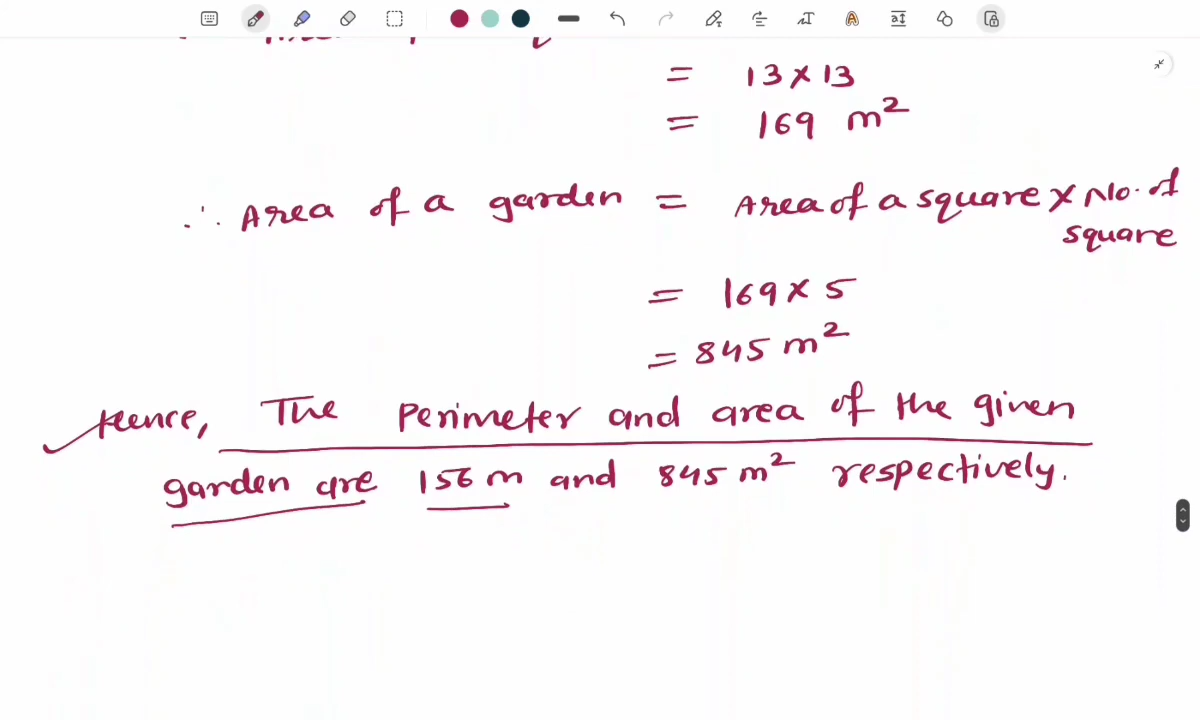 = 13 x 13
= 169 m²
∴ Area of a garden = Area of a square x No. of
square
= 169 x 5
= 845 m²
Hence, The Perimeter and area of the given
garden are 156 m and 845 m² respectively.